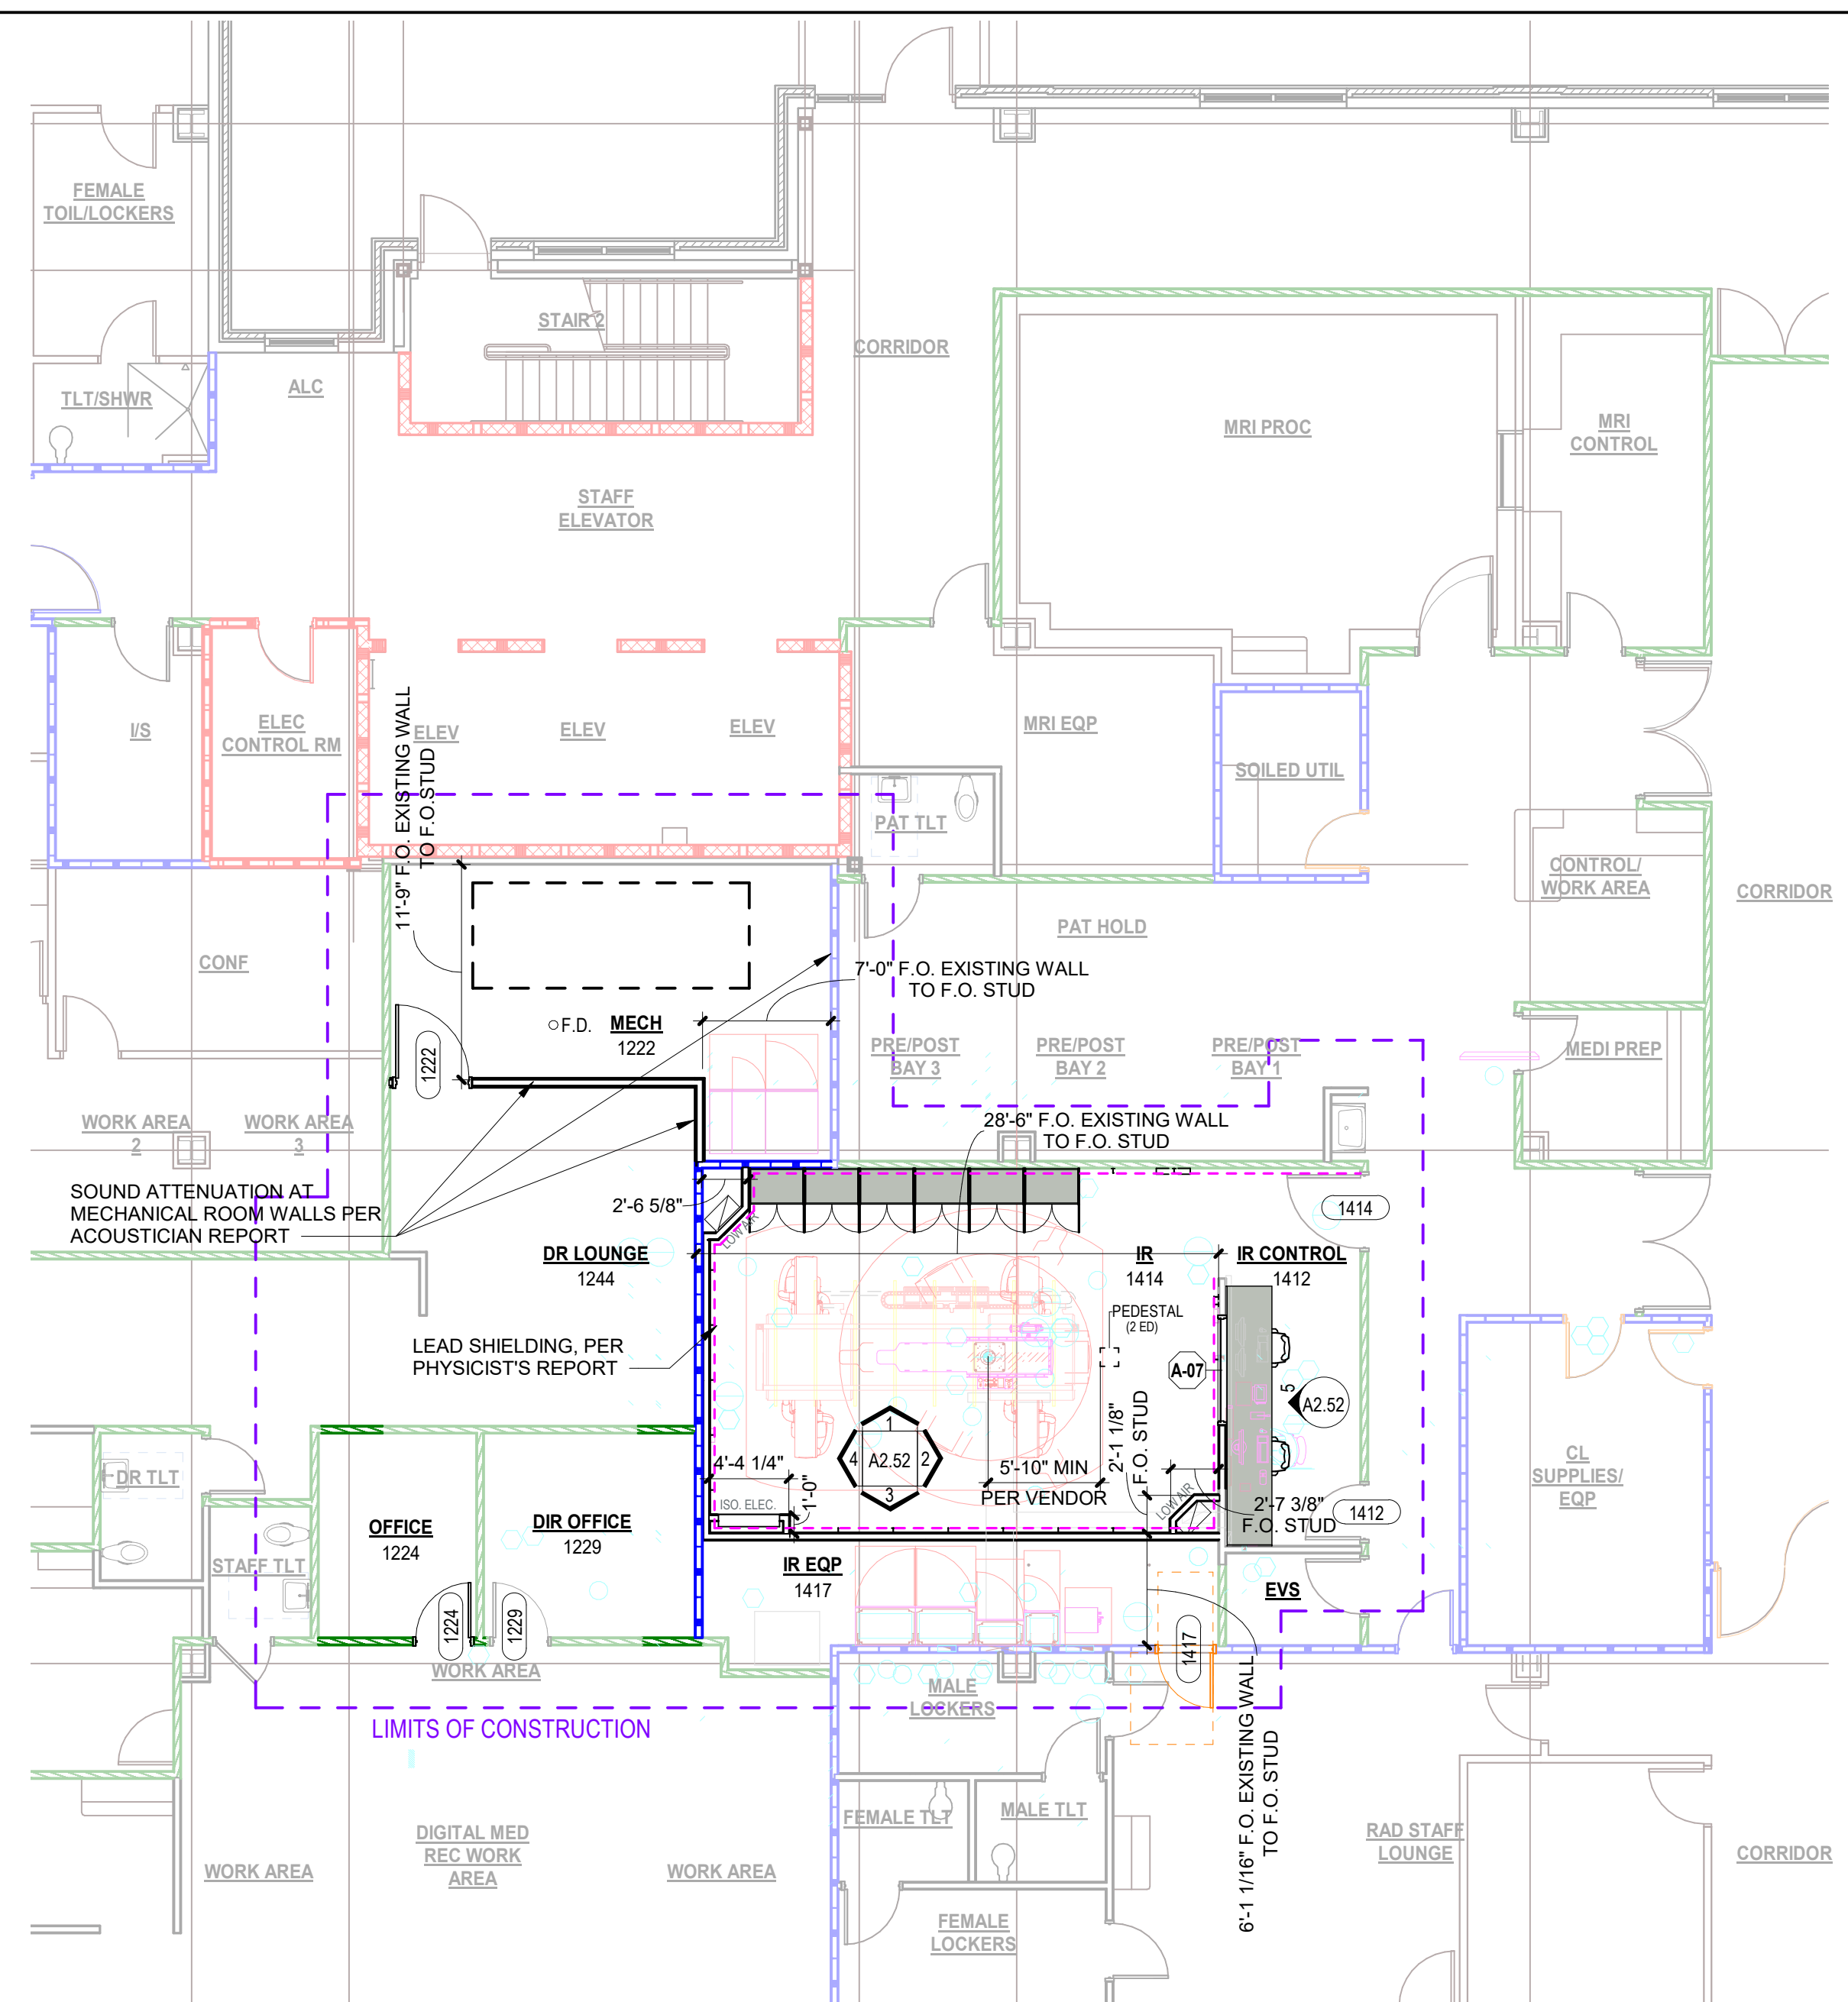 FEMALE
TOIL/LOCKERS
STAIR 2
CORRIDOR
TLT/SHWR
ALC
MRI PROC
MRI
CONTROL
STAFF
ELEVATOR
I/S
ELEC
CONTROL RM
ELEV
ELEV
ELEV
MRI EQP
SOILED UTIL
11'-9" F.O. EXISTING WALL
TO F.O.STUD
PAT TLT
CONTROL/
WORK AREA
CORRIDOR
CONF
PAT HOLD
7'-0" F.O. EXISTING WALL
TO F.O. STUD
F.D.
MECH
1222
1222
PRE/POST
BAY 3
PRE/POST
BAY 2
PRE/POST
BAY 1
MEDI PREP
WORK AREA
2
WORK AREA
3
28'-6" F.O. EXISTING WALL
TO F.O. STUD
SOUND ATTENUATION AT
MECHANICAL ROOM WALLS PER
ACOUSTICIAN REPORT
2'-6 5/8"
LOW AIR
1414
DR LOUNGE
1244
IR
1414
IR CONTROL
1412
PEDESTAL
(2 ED)
LEAD SHIELDING, PER
PHYSICIST'S REPORT
A-07
5
A2.52
1
4
A2.52
2
3
4'-4 1/4"
1'-0"
ISO. ELEC.
5'-10" MIN
PER VENDOR
2'-1 1/8"
F.O. STUD
LOW AIR
2'-7 3/8"
F.O. STUD
1412
CL
SUPPLIES/
EQP
DR TLT
STAFF TLT
OFFICE
1224
DIR OFFICE
1229
1224
1229
IR EQP
1417
EVS
1417
WORK AREA
LIMITS OF CONSTRUCTION
MALE
LOCKERS
6'-1 1/16" F.O. EXISTING WALL
TO F.O. STUD
FEMALE TLT
MALE TLT
DIGITAL MED
REC WORK
AREA
WORK AREA
WORK AREA
RAD STAFF
LOUNGE
CORRIDOR
FEMALE
LOCKERS